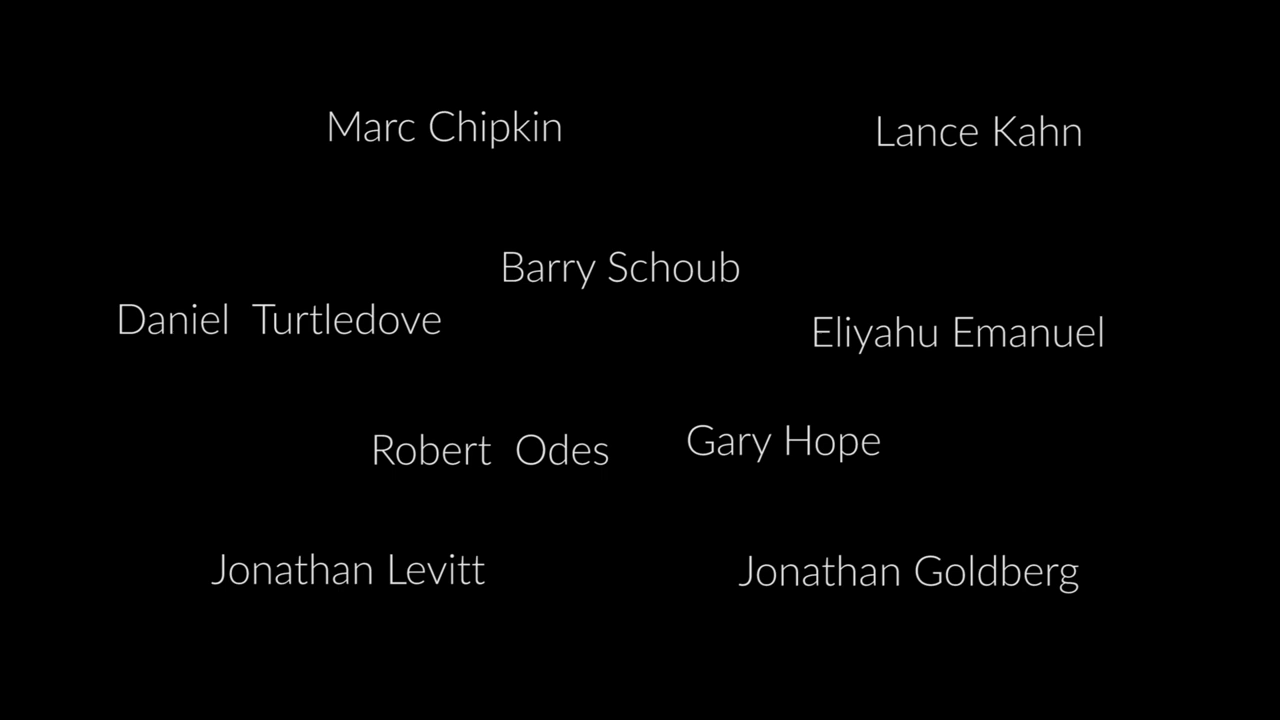 Marc Chipkin
Lance Kahn
Barry Schoub
Daniel Turtledove
Eliyahu Emanuel
Robert Odes
Gary Hope
Jonathan Levitt
Jonathan Goldberg